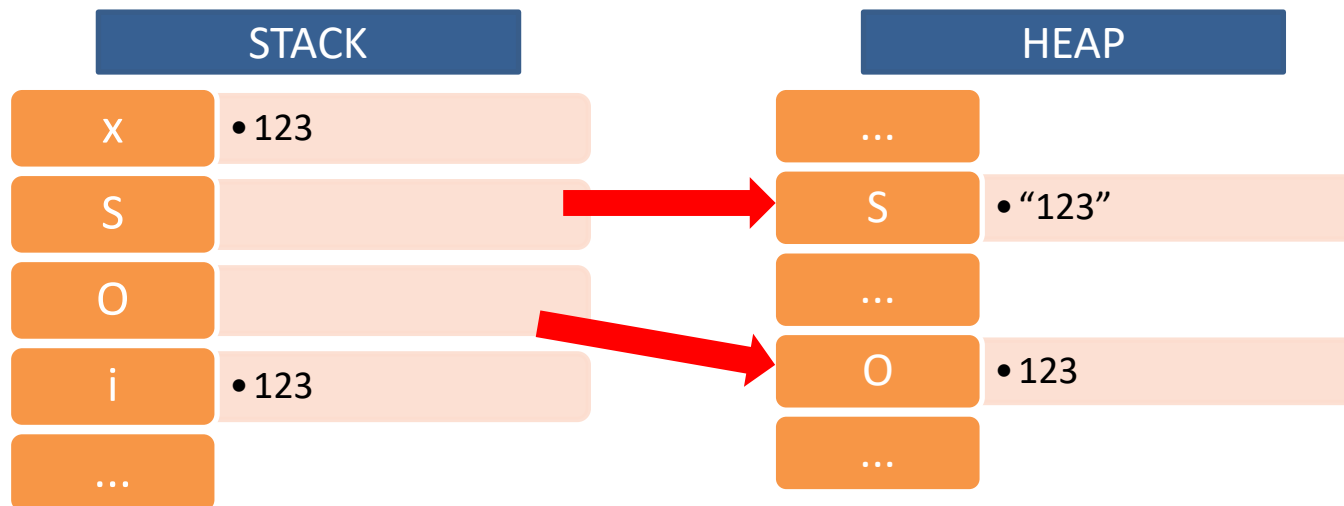 STACK
x
• 123
S
O
i
• 123
...
HEAP
...
S
• “123”
...
O
• 123
...